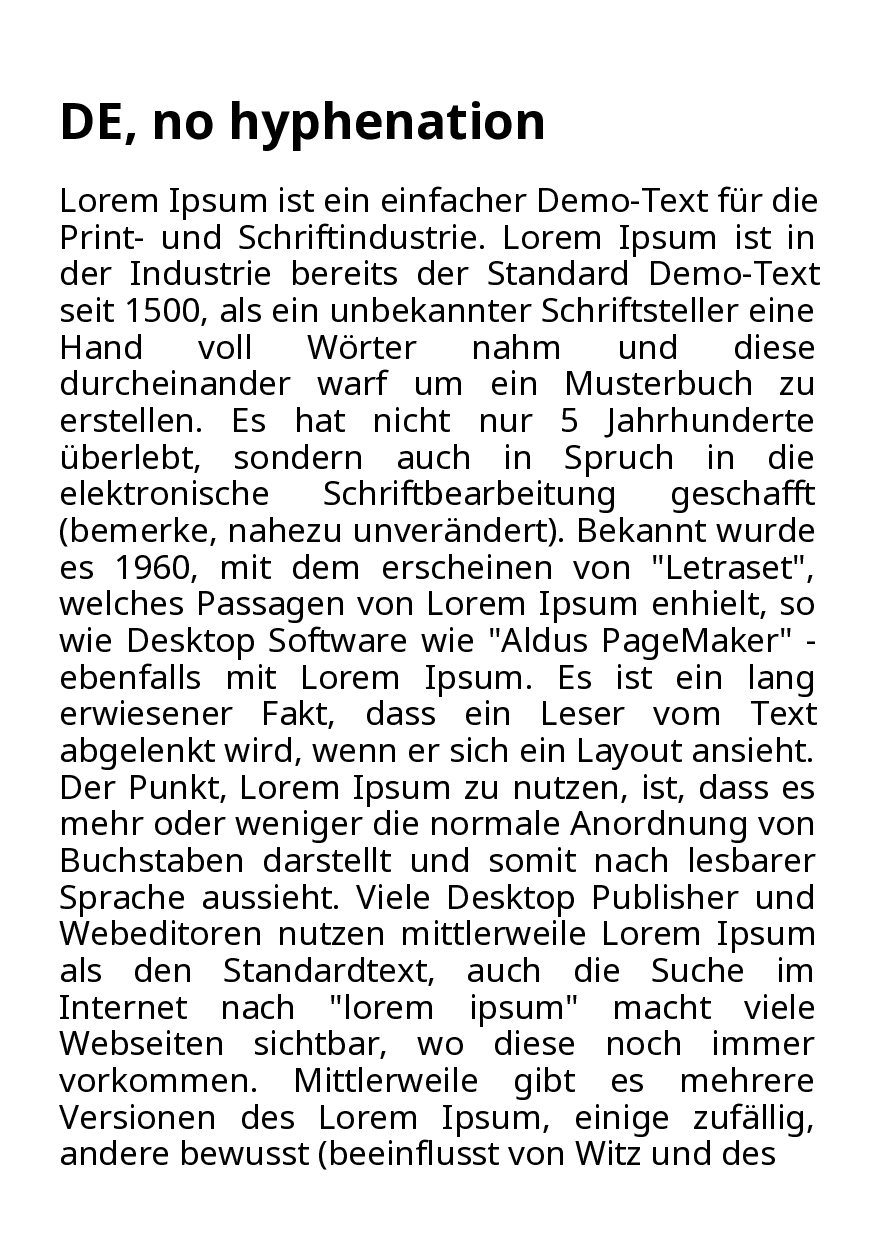 DE, no hyphenation
Lorem Ipsum ist ein einfacher Demo-Text für die
Print- und Schriftindustrie. Lorem Ipsum ist in
der Industrie bereits der Standard Demo-Text
seit 1500, als ein unbekannter Schriftsteller eine
Hand voll Wörter nahm und diese
durcheinander warf um ein Musterbuch zu
erstellen. Es hat nicht nur 5 Jahrhunderte
überlebt, sondern auch in Spruch in die
elektronische Schriftbearbeitung geschafft
(bemerke, nahezu unverändert). Bekannt wurde
es 1960, mit dem erscheinen von "Letraset",
welches Passagen von Lorem Ipsum enhielt, so
wie Desktop Software wie "Aldus PageMaker" -
ebenfalls mit Lorem Ipsum. Es ist ein lang
erwiesener Fakt, dass ein Leser vom Text
abgelenkt wird, wenn er sich ein Layout ansieht.
Der Punkt, Lorem Ipsum zu nutzen, ist, dass es
mehr oder weniger die normale Anordnung von
Buchstaben darstellt und somit nach lesbarer
Sprache aussieht. Viele Desktop Publisher und
Webeditoren nutzen mittlerweile Lorem Ipsum
als den Standardtext, auch die Suche im
Internet nach "lorem ipsum" macht viele
Webseiten sichtbar, wo diese noch immer
vorkommen. Mittlerweile gibt es mehrere
Versionen des Lorem Ipsum, einige zufällig,
andere bewusst (beeinflusst von Witz und des